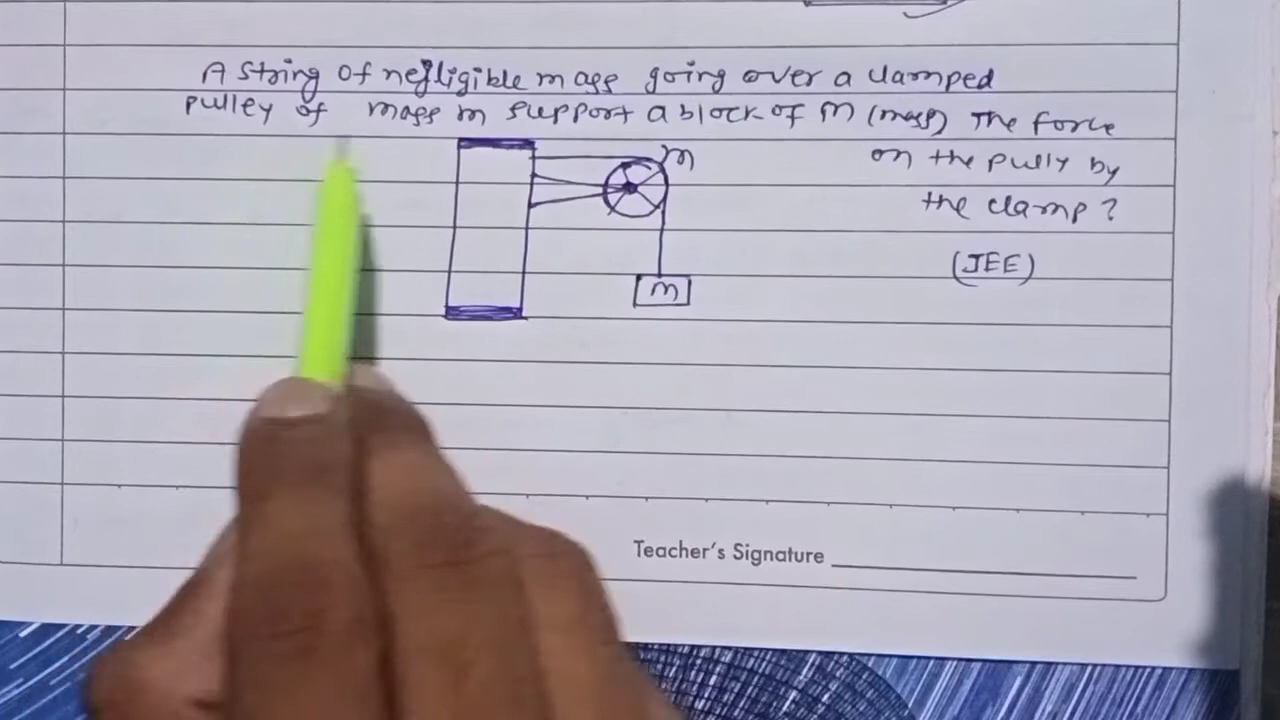 A string of negligible mass going over a clamped
pulley of mass m support a block of M (mass) The force
on the pully by
the clamp?
(JEE)
m
m
Teacher's Signature